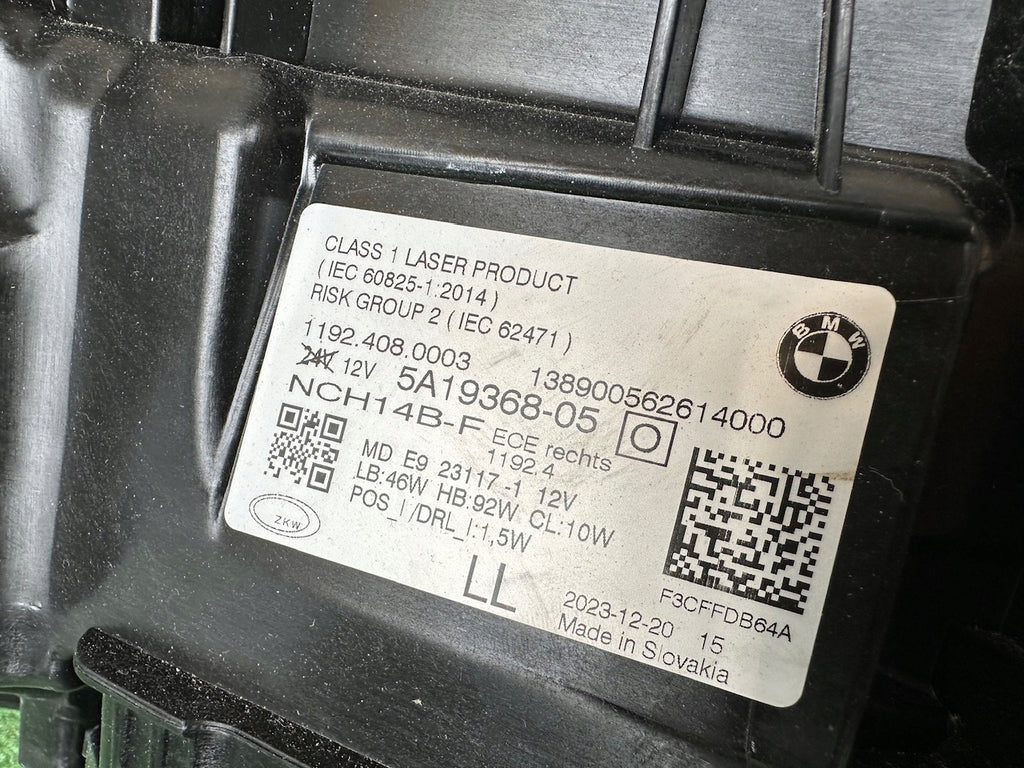 CLASS 1 LASER PRODUCT
( IEC 60825-1:2014 )
RISK GROUP 2 ( IEC 62471 )
BMW
1192.408.0003
138900562614000
24V 12V 5A19368-05
NCH14B-F ECE rechts O
1192.4
MD E9 23117 -1 12V
LB:46W HB:92W CL:10W
POS_I /DRL_I:1,5W
ZKW
LL
F3CFFDB64A
2023-12-20 15
Made in Slovakia